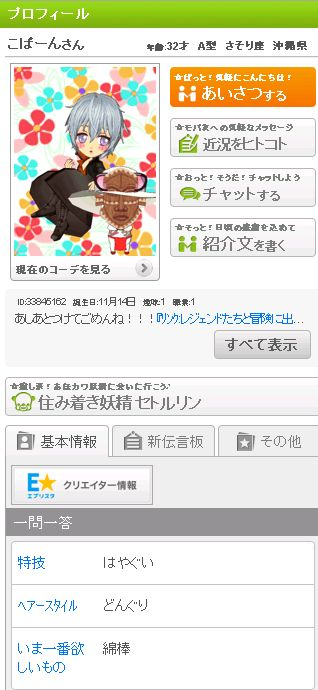 プロフィール
こばーんさん
年齢:32才 A型 さそり座 沖縄県
☆ぽちっと!気軽にこんにちは!
あいさつする
☆モバ友への気軽なメッセージ
近況をヒトコト
☆おっと!そうだ!チャットしよう
チャットする
☆そっと!日頃の感謝を込めて
紹介文を書く
現在のコーデを見る
ID:33845162 誕生日:11月14日 趣味:1 職業:1
あしあとつけてごめんね!!!『リンク レジェンドたちと冒険に出…
すべて表示
☆癒し系!お住カワ妖精に会いに行こう♪
住み着き妖精 セトルリン
基本情報
新伝言板
その他
E★
エブリスタ
クリエイター情報
一問一答
特技 はやぐい
ヘアースタイル どんぐり
いま一番欲しいもの 綿棒